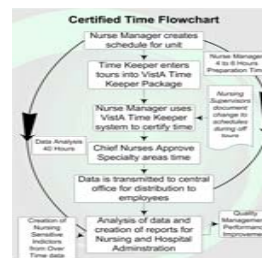 Certified Time Flowchart
Nurse Manager creates
schedule for unit
Nurse Manager
4 to 6 Hours
Preparation Time
Time Keeper enters
tours into VistA Time
Keeper Package
Nursing
Supervisors
document
change to
schedules
during off
tours
Nurse Manager uses
VistA Time Keeper
system to certify time
Data Analysis
40 Hours
Chief Nurses Approve
Specialty areas time
Data is transmitted to central
office for distribution to
employees
Creation of
Nursing
Sensitive
Indictors
from Over
Time data
Analysis of data and
creation of reports for
Nursing and Hospital
Adminstration
Quality
Manageme
Performanc
Improveme